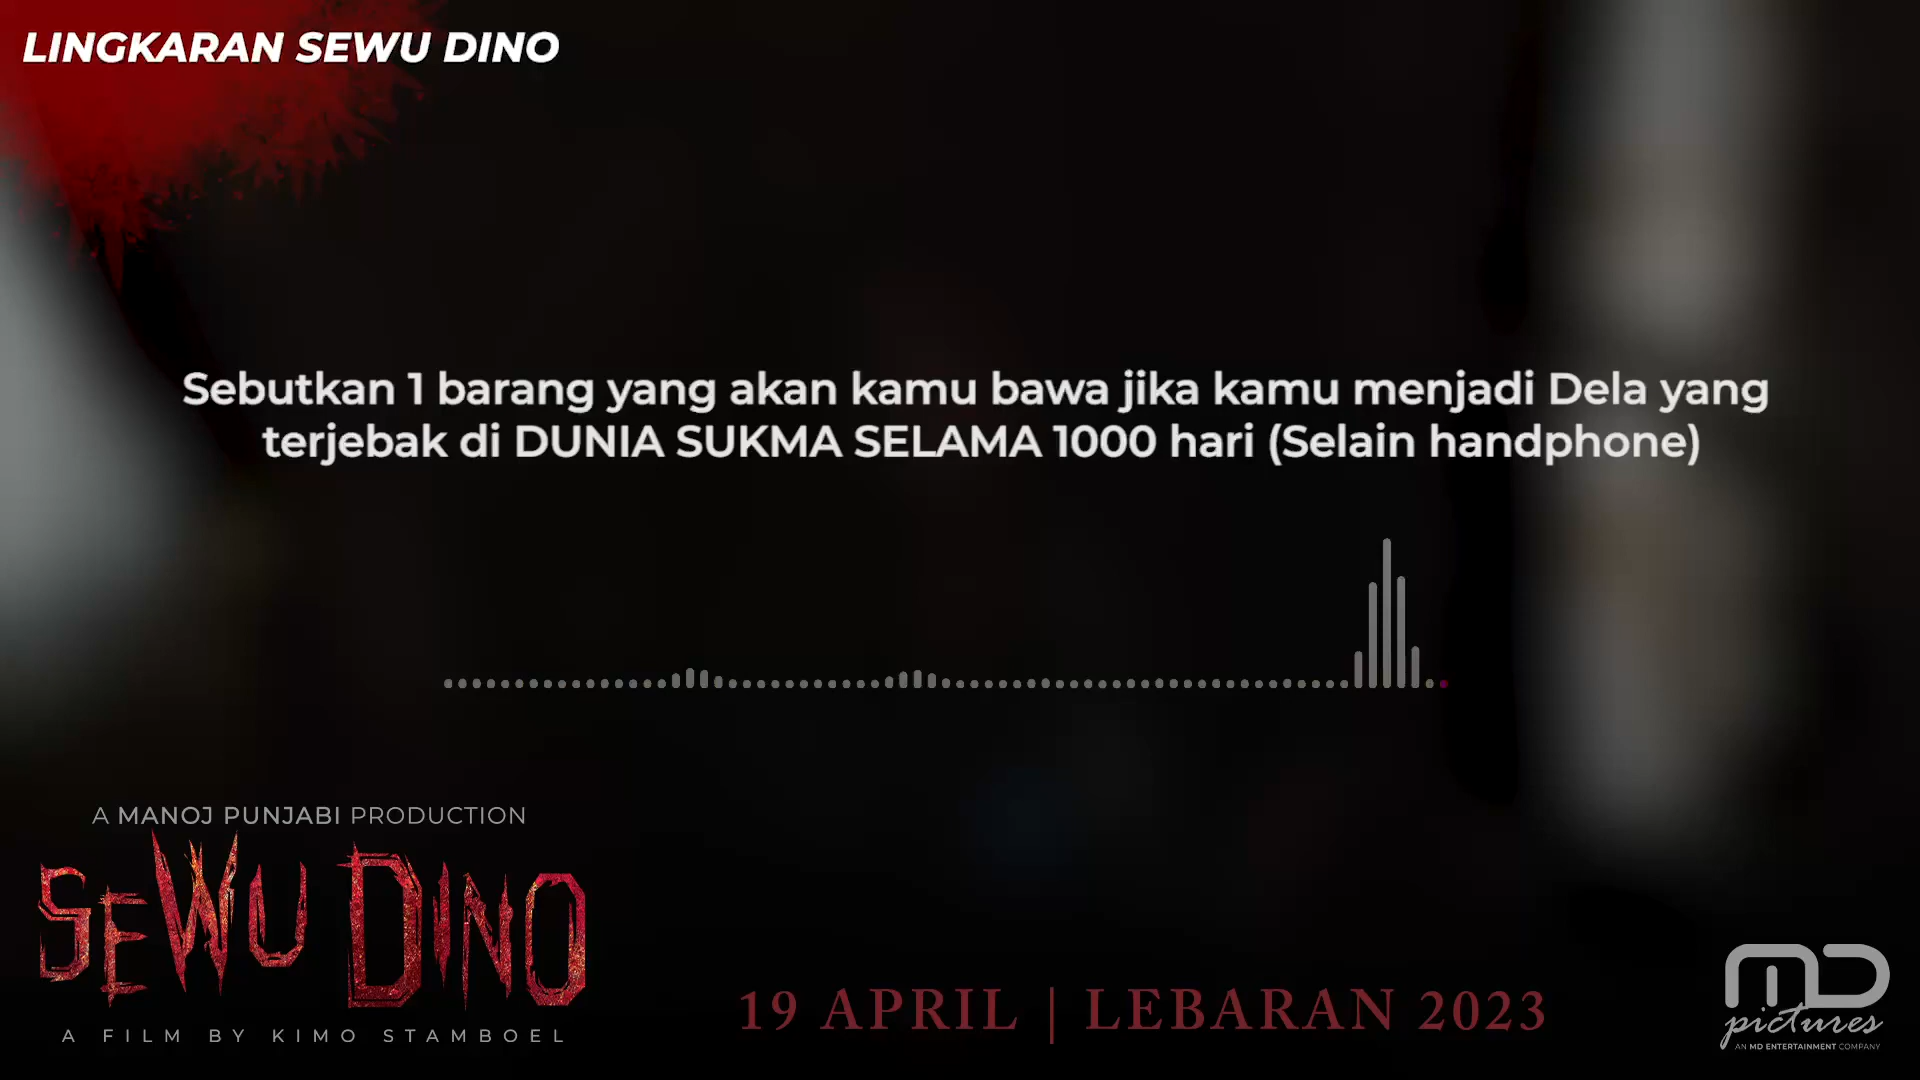 LINGKARAN SEWU DINO
Sebutkan 1 barang yang akan kamu bawa jika kamu menjadi Dela yang
terjebak di DUNIA SUKMA SELAMA 1000 hari (Selain handphone)
A MANOJ PUNJABI PRODUCTION
SEWU DINO
A FILM BY KIMO STAMBOEL
19 APRIL | LEBARAN 2023
MD
pictures
AN MD ENTERTAINMENT COMPANY